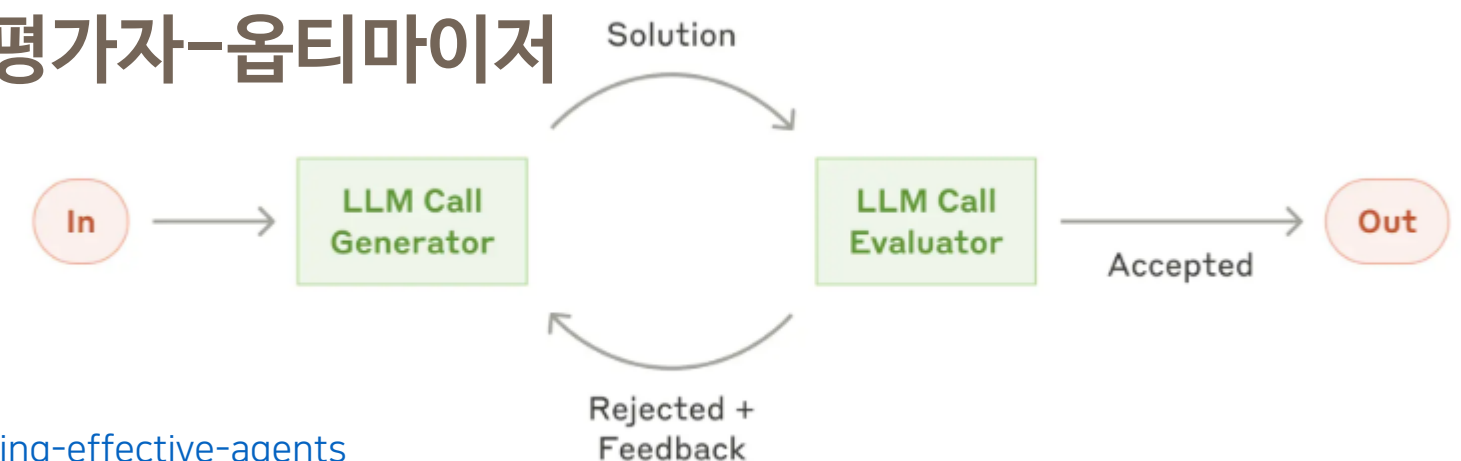 평가자-옵티마이저
Solution
In
LLM Call
Generator
LLM Call
Evaluator
Accepted
Out
Rejected +
Feedback
ing-effective-agents